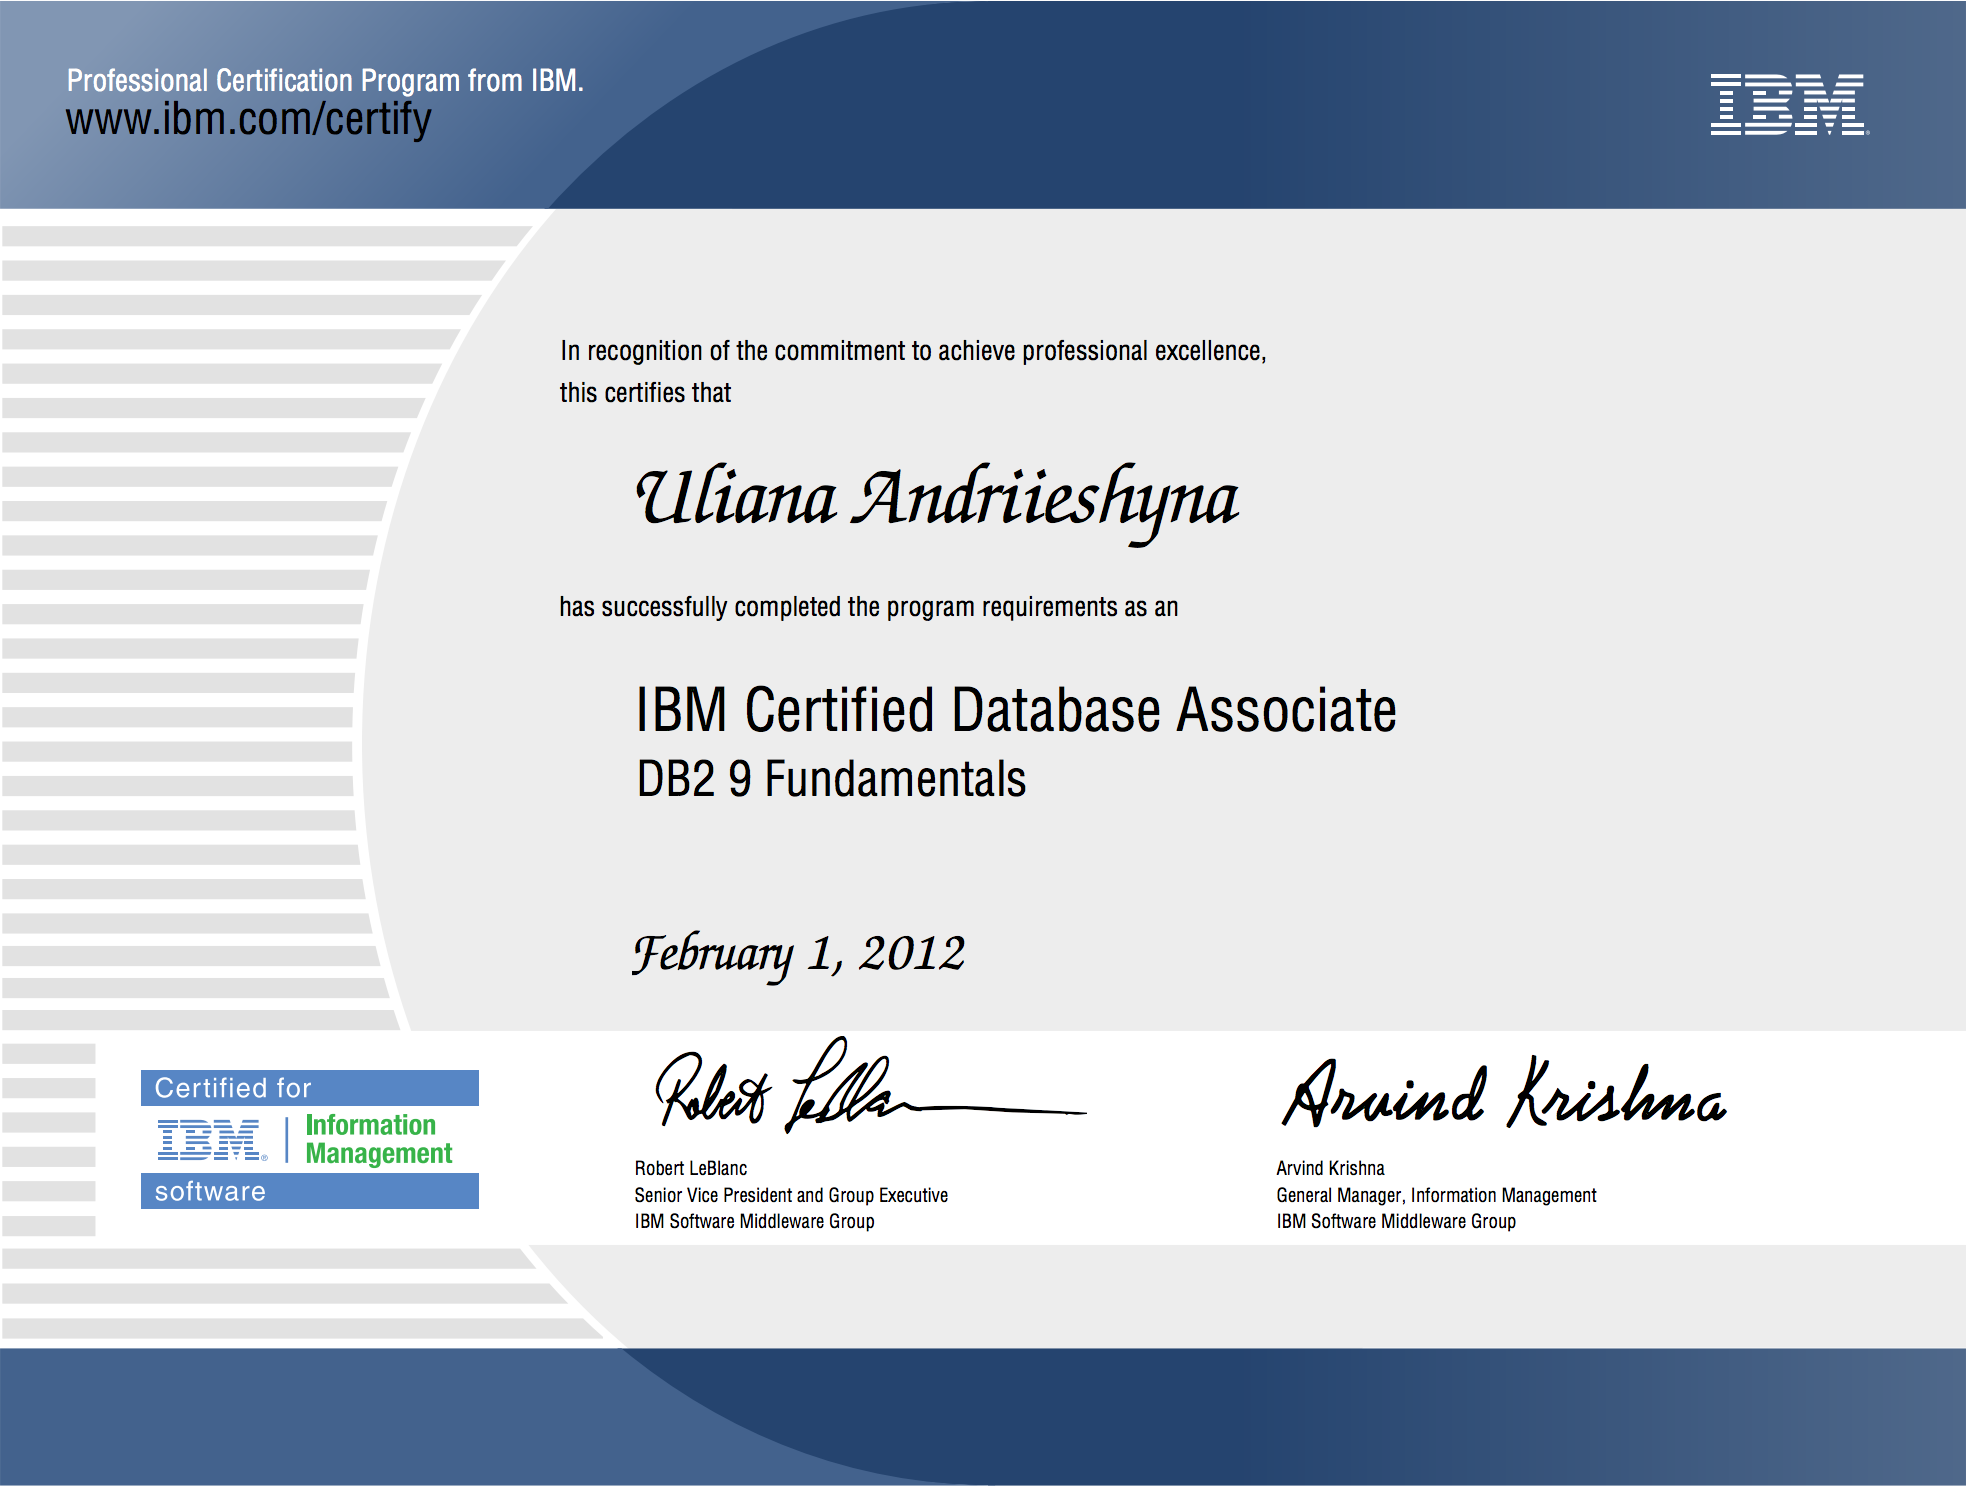 Professional Certification Program from IBM.
www.ibm.com/certify
IBM®
In recognition of the commitment to achieve professional excellence,
this certifies that
Uliana Andriieshyna
has successfully completed the program requirements as an
IBM Certified Database Associate
DB2 9 Fundamentals
February 1, 2012
Certified for
IBM® | Information
Management
software
Robert LeBlanc
Robert LeBlanc
Senior Vice President and Group Executive
IBM Software Middleware Group
Arvind Krishna
Arvind Krishna
General Manager, Information Management
IBM Software Middleware Group